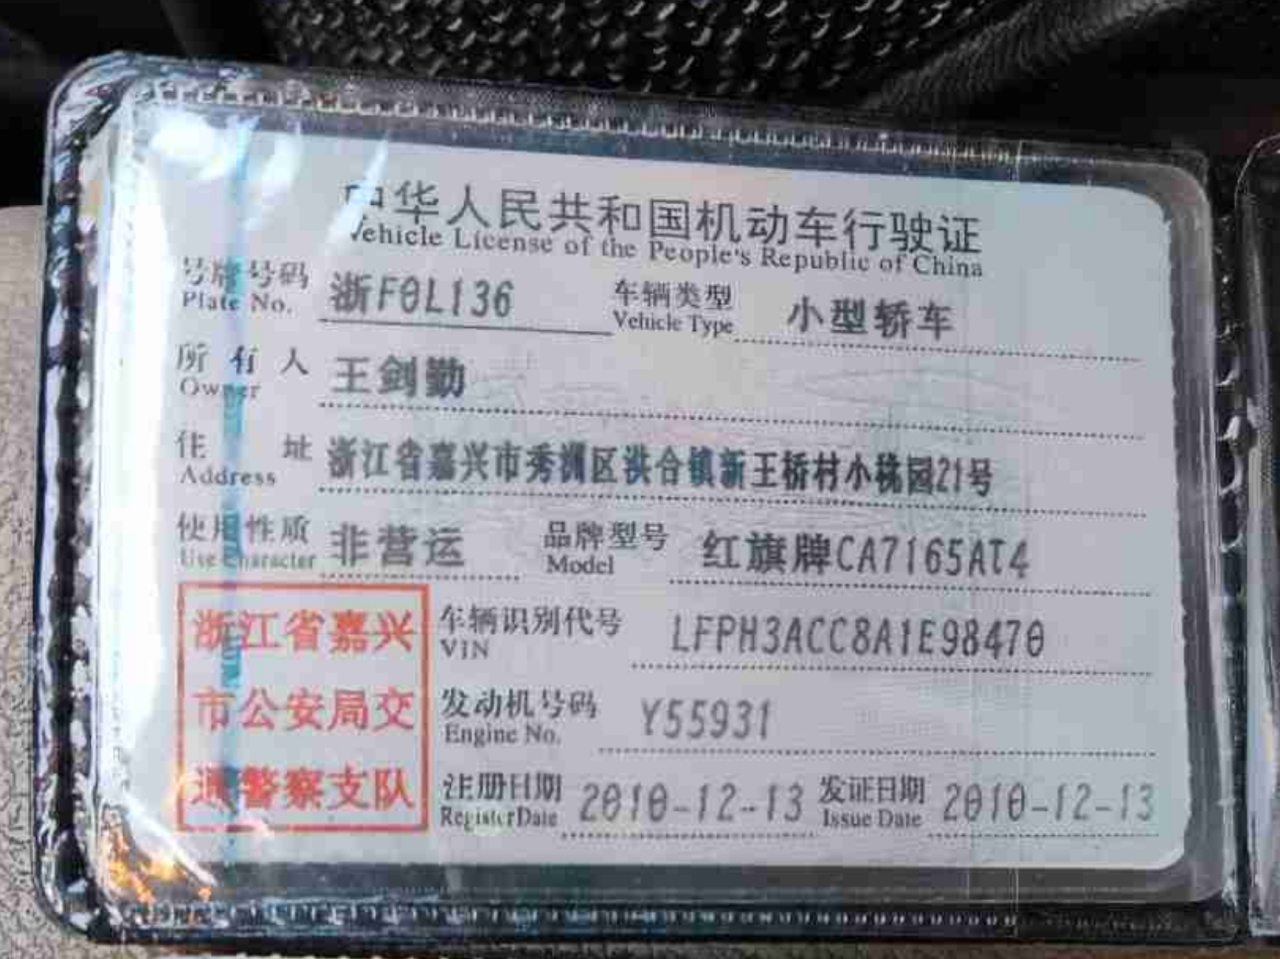 中华人民共和国机动车行驶证
Vehicle License of the People's Republic of China
号牌号码 浙F0L136 车辆类型 小型轿车
Plate No. Vehicle Type
所有人 王剑勤
Owner
住址 浙江省嘉兴市秀洲区洪合镇新王桥村小桃园21号
Address
使用性质 非营运 品牌型号 红旗牌CA7165AT4
Use Character Model
浙江省嘉兴 车辆识别代号 LFPH3ACC8A1E98470
VIN
市公安局交 发动机号码 Y55931
Engine No.
通警察支队 注册日期 2010-12-13 发证日期 2010-12-13
Register Date Issue Date